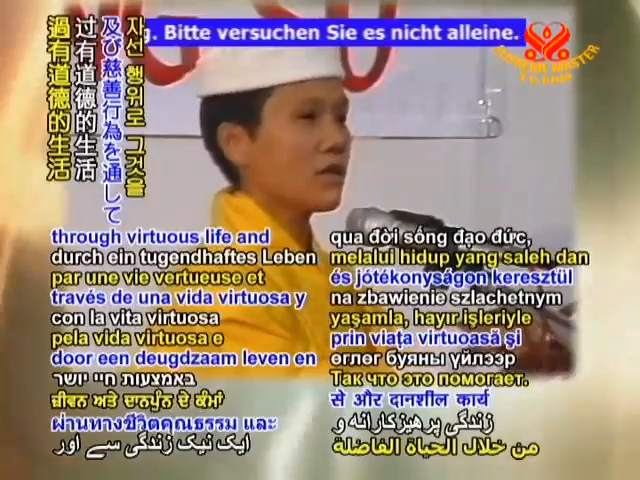 g. Bitte versuchen Sie es nicht alleine.
SUPREME MASTER
자선 행위로 그것을
及び慈善行為を通して
过有道德的生活
過有道德的生活
through virtuous life and
durch ein tugendhaftes Leben
par une vie vertueuse et
través de una vida virtuosa y
con la vita virtuosa
pela vida virtuosa e
door een deugdzaam leven en
באמצעות חיי יושר
ਜੀਵਨ ਅਤੇ ਦਾਨਪੁੰਨ ਦੇ ਕੰਮਾਂ
ผ่านทางชีวิตคุณธรรม และ
ایک نیک زندگی سے اور
qua đời sống đạo đức,
melalui hidup yang saleh dan
és jótékonyságon keresztül
na zbawienie szlachetnym
yaşamla, hayır işleriyle
prin viața virtuoasă și
өглөг буяны үйлээр
Так что это помогает.
से और दानशील कार्य
زندگی پرهیزکارانه و
من خلال الحياة الفاضلة